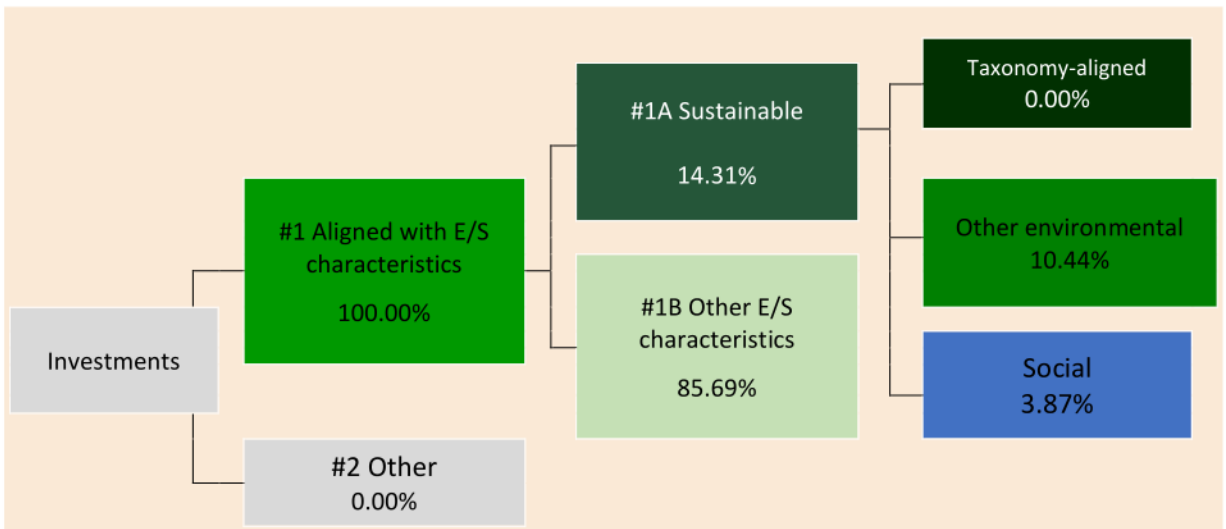 Investments
#1 Aligned with E/S
characteristics
100.00%
#2 Other
0.00%
#1A Sustainable
14.31%
#1B Other E/S
characteristics
85.69%
Taxonomy-aligned
0.00%
Other environmental
10.44%
Social
3.87%